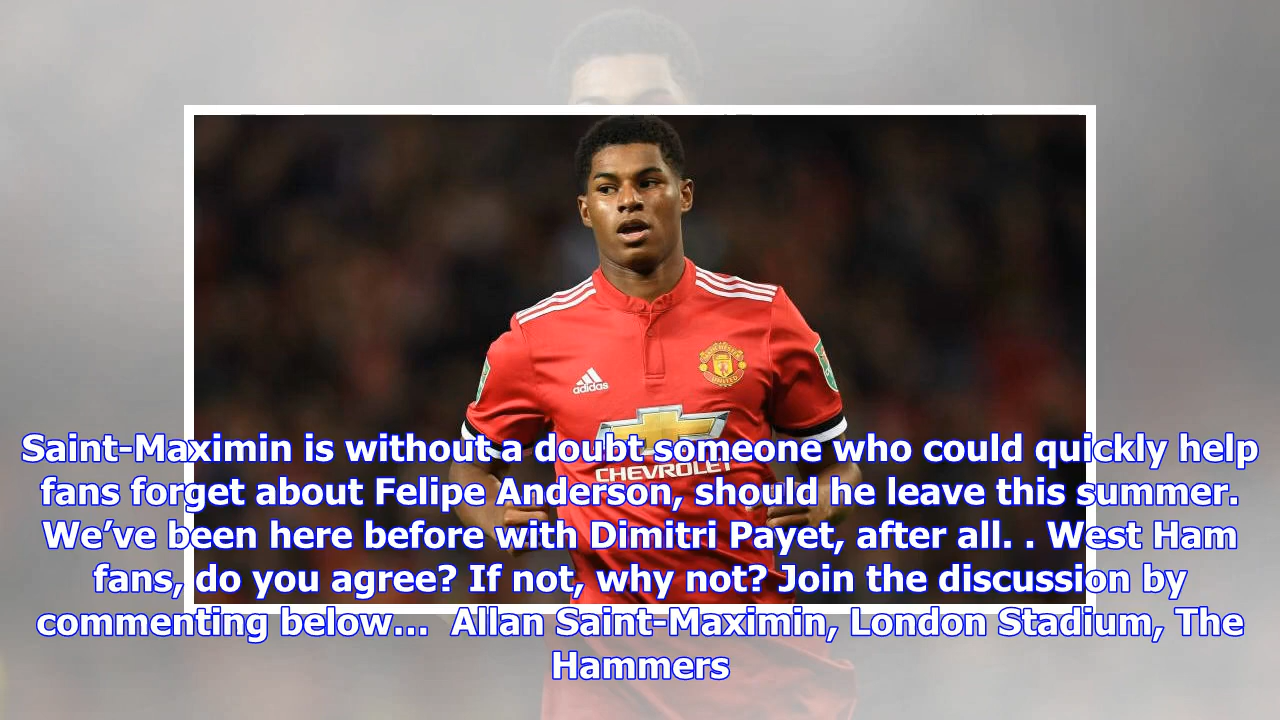 MANCHESTER
UNITED
adidas
CHEVROLET
Saint-Maximin is without a doubt someone who could quickly help
fans forget about Felipe Anderson, should he leave this summer.
We’ve been here before with Dimitri Payet, after all. . West Ham
fans, do you agree? If not, why not? Join the discussion by
commenting below...  Allan Saint-Maximin, London Stadium, The
Hammers